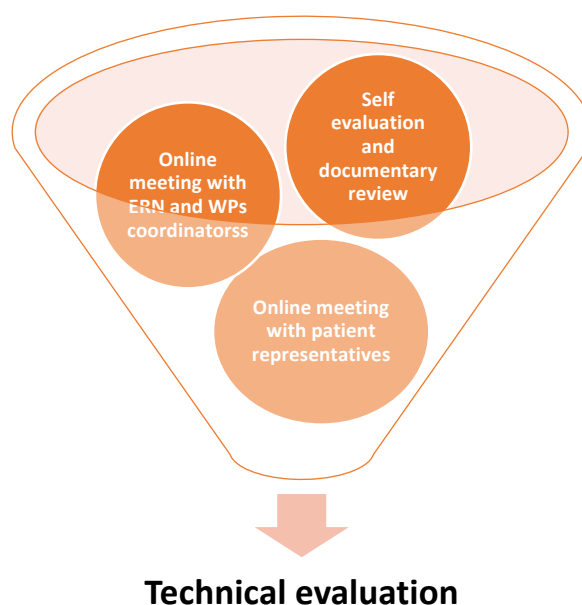 Self
evaluation
and
documentary
review
Online
meeting with
ERN and WPs
coordinatorss
Online meeting
with patient
representatives
Technical evaluation